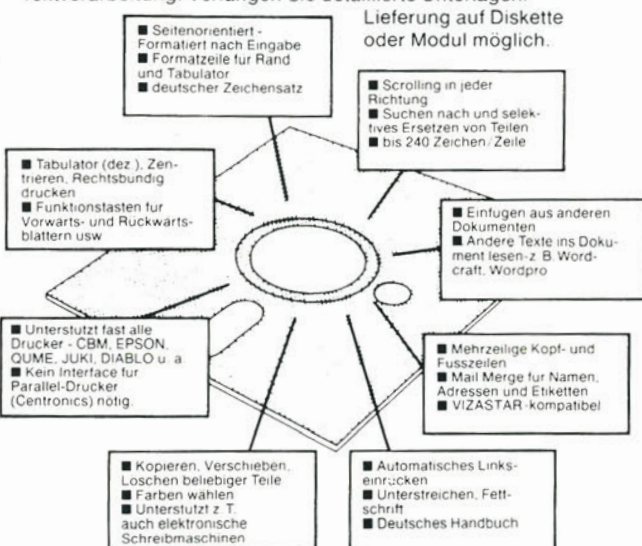 Lieferung auf Diskette
oder Modul möglich.
■ Seitenorientiert -
Formatiert nach Eingabe
■ Formatzeile fur Rand
und Tabulator
■ deutscher Zeichensatz
■ Scrolling in jeder
Richtung
■ Suchen nach und selek-
tives Ersetzen von Teilen
■ bis 240 Zeichen/Zeile
■ Tabulator (dez.), Zen-
trieren, Rechtsbundig
drucken
■ Funktionstasten fur
Vorwarts- und Rückwarts-
blattern usw
■ Einfugen aus anderen
Dokumenten
■ Andere Texte ins Doku-
ment lesen-z. B. Word-
craft, Wordpro
■ Unterstutzt fast alle
Drucker - CBM, EPSON,
QUME, JUKI, DIABLO u. a
■ Kein Interface fur
Parallel-Drucker
(Centronics) nötig.
■ Mehrzeilige Kopf- und
Fusszeilen
■ Mail Merge fur Namen,
Adressen und Etiketten
■ VIZASTAR-kompatibel
■ Kopieren, Verschieben,
Loschen beliebiger Teile
■ Farben wahlen
■ Unterstutzt z. T.
auch elektronische
Schreibmaschinen
■ Automatisches Links-
einrucken
■ Unterstreichen, Fett-
schrift
■ Deutsches Handbuch